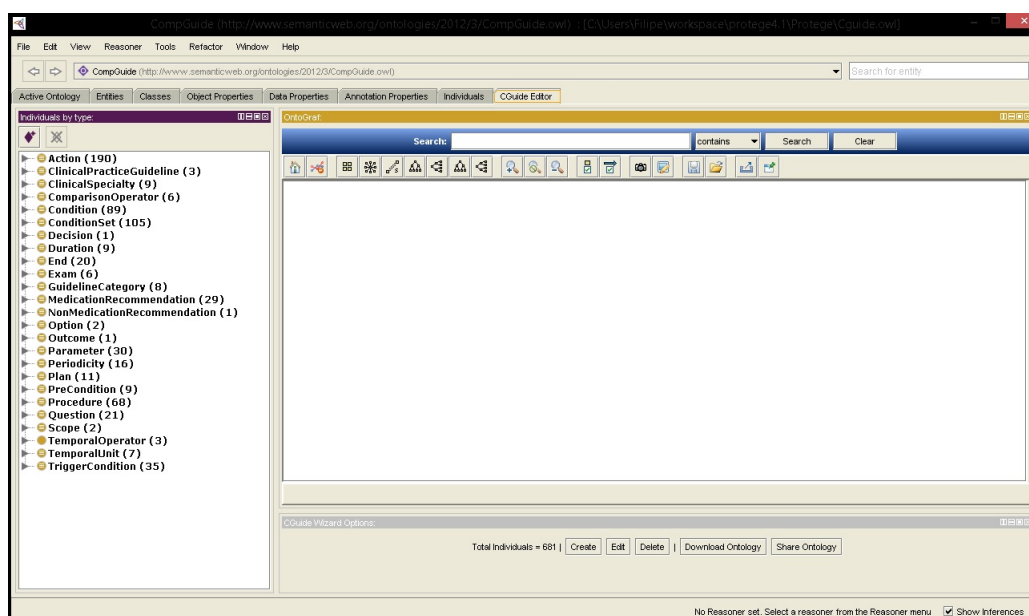 CompGuide (http://www.semanticweb.org/ontologies/2012/3/CompGuide.owl) : [C:\Users\Filipe\workspace\protege4.1\Protege\Cguide.owl]
File Edit View Reasoner Tools Refactor Window Help
CompGuide (http://www.semanticweb.org/ontologies/2012/3/CompGuide.owl) Search for entity
Active Ontology Entities Classes Object Properties Data Properties Annotation Properties Individuals CGuide Editor
Individuals by type: OntoGraf:
Search: contains Search Clear
Action (190)
ClinicalPracticeGuideline (3)
ClinicalSpecialty (9)
ComparisonOperator (6)
Condition (89)
ConditionSet (105)
Decision (1)
Duration (9)
End (20)
Exam (6)
GuidelineCategory (8)
MedicationRecommendation (29)
NonMedicationRecommendation (1)
Option (2)
Outcome (1)
Parameter (30)
Periodicity (16)
Plan (11)
PreCondition (9)
Procedure (68)
Question (21)
Scope (2)
TemporalOperator (3)
TemporalUnit (7)
TriggerCondition (35)
CGuide Wizard Options:
Total Individuals = 681 | Create Edit Delete | Download Ontology Share Ontology
No Reasoner set. Select a reasoner from the Reasoner menu Show Inferences